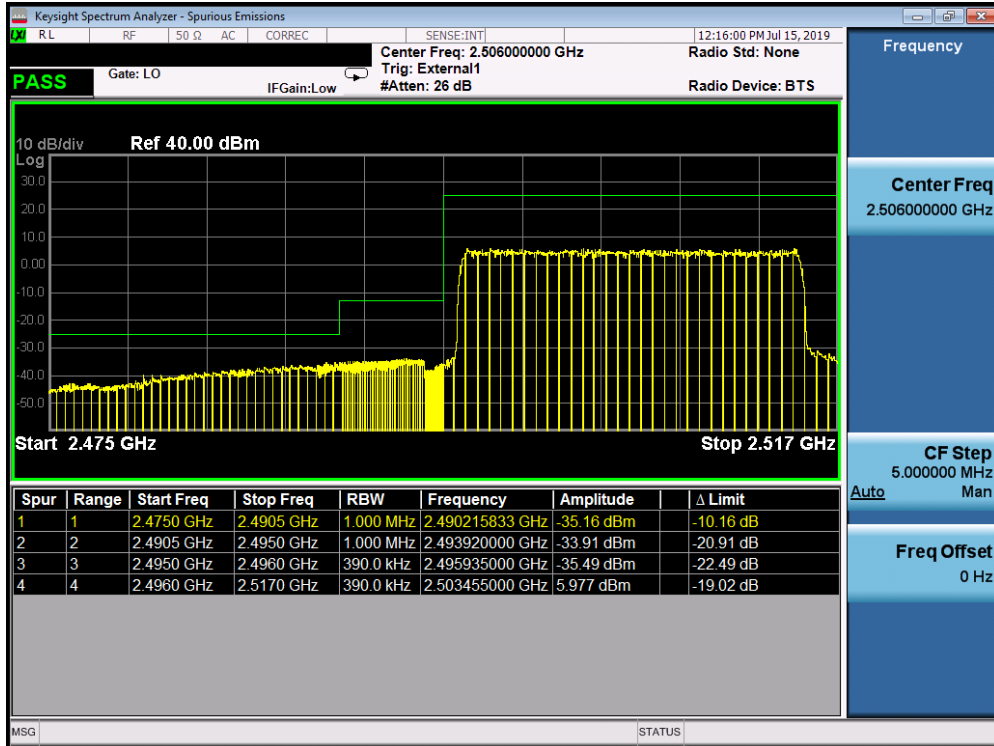 Keysight Spectrum Analyzer - Spurious Emissions
LXI RL RF 50 Ω AC CORREC SENSE:INT 12:16:00 PM Jul 15, 2019
Center Freq: 2.506000000 GHz Radio Std: None
PASS Gate: LO Trig: External1
IFGain:Low #Atten: 26 dB Radio Device: BTS
10 dB/div Ref 40.00 dBm
Log
30.0
20.0
10.0
0.00
-10.0
-20.0
-30.0
-40.0
-50.0
Start 2.475 GHz Stop 2.517 GHz
Spur Range Start Freq Stop Freq RBW Frequency Amplitude Δ Limit
1 1 2.4750 GHz 2.4905 GHz 1.000 MHz 2.490215833 GHz -35.16 dBm -10.16 dB
2 2 2.4905 GHz 2.4950 GHz 1.000 MHz 2.493920000 GHz -33.91 dBm -20.91 dB
3 3 2.4950 GHz 2.4960 GHz 390.0 kHz 2.495935000 GHz -35.49 dBm -22.49 dB
4 4 2.4960 GHz 2.5170 GHz 390.0 kHz 2.503455000 GHz 5.977 dBm -19.02 dB
MSG STATUS
Frequency
Center Freq
2.506000000 GHz
CF Step
5.000000 MHz
Auto Man
Freq Offset
0 Hz